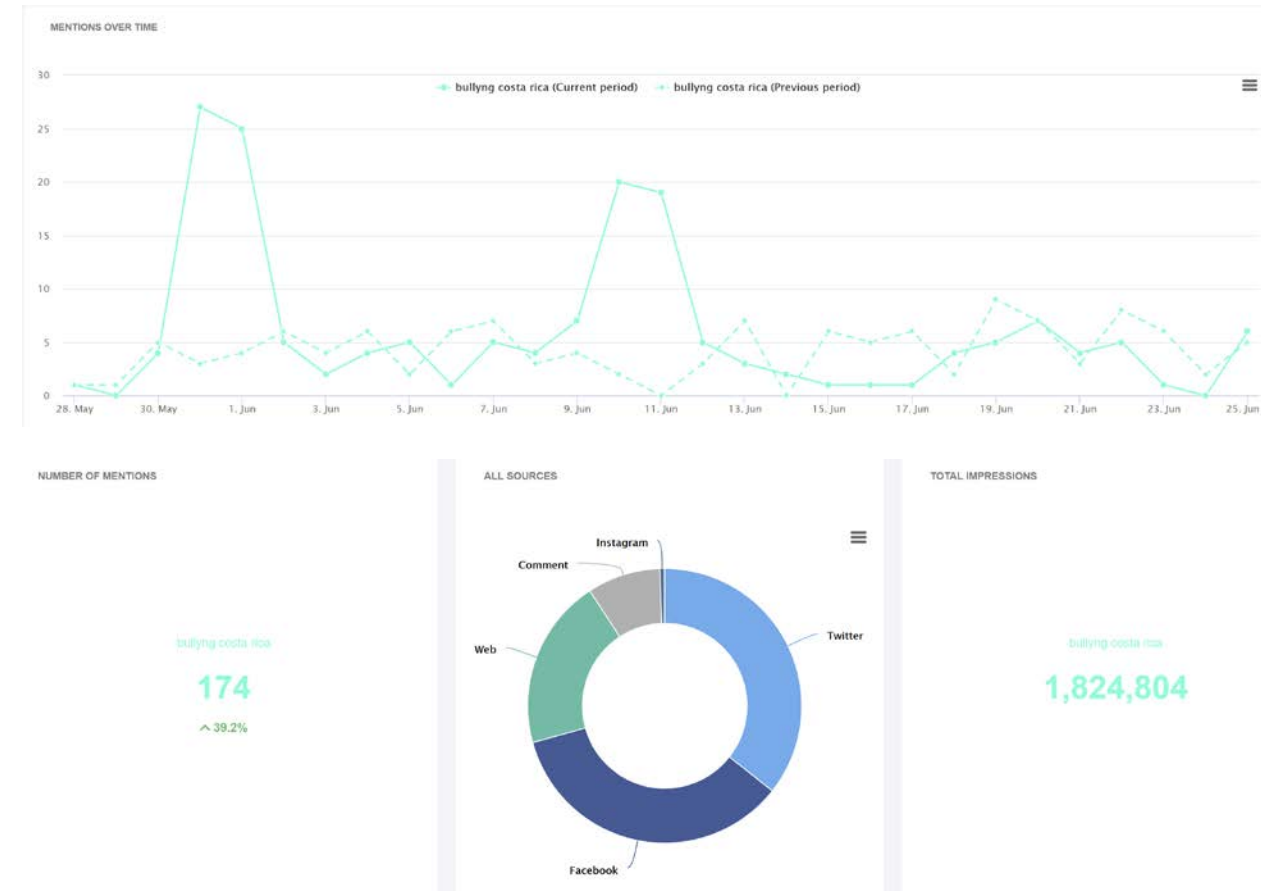 MENTIONS OVER TIME
30
bullyng costa rica (Current period) bullyng costa rica (Previous period)
25
20
15
10
5
0
28. May 30. May 1. Jun 3. Jun 5. Jun 7. Jun 9. Jun 11. Jun 13. Jun 15. Jun 17. Jun 19. Jun 21. Jun 23. Jun 25. Jun
NUMBER OF MENTIONS
bullyng costa rica
174
39.2%
ALL SOURCES
Instagram
Comment
Twitter
Web
Facebook
TOTAL IMPRESSIONS
bullyng costa rica
1,824,804